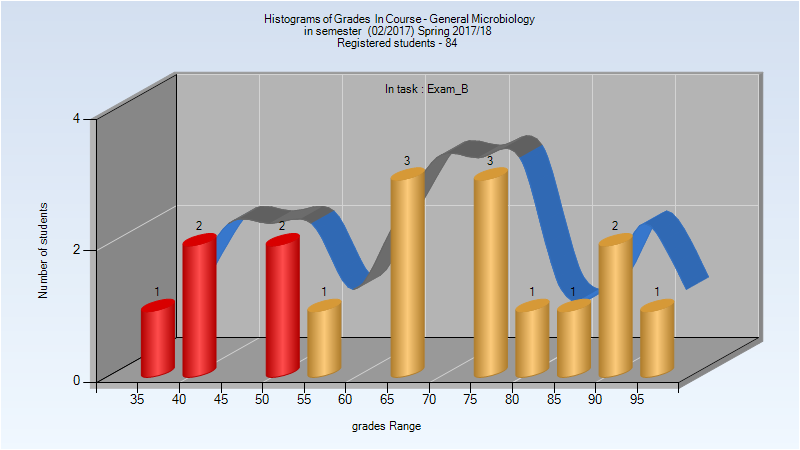 Histograms of Grades In Course - General Microbiology
in semester (02/2017) Spring 2017/18
Registered students - 84
In task : Exam_B
4
2
0
Number of students
1
2
2
1
3
3
1
1
2
1
35 40 45 50 55 60 65 70 75 80 85 90 95
grades Range